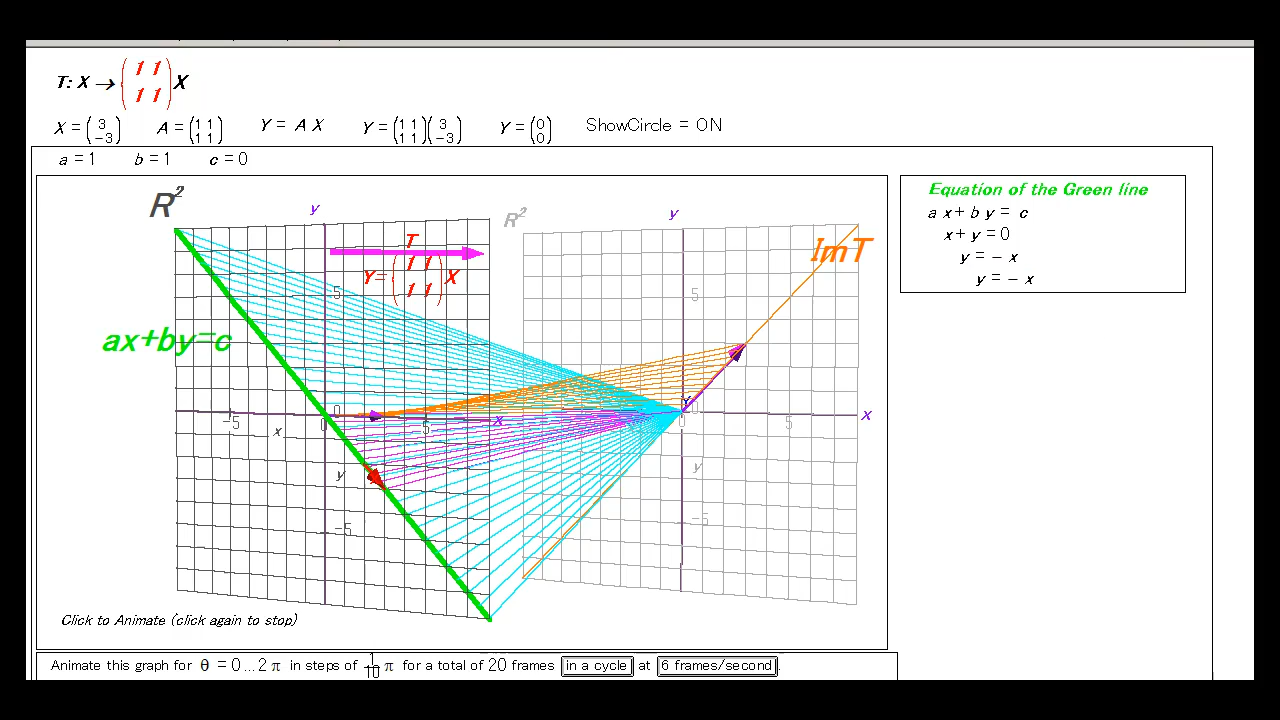 T: X → (1 1
1 1) X
X = (3
−3) A = (1 1
1 1) Y = A X Y = (1 1
1 1)(3
−3) Y = (0
0) ShowCircle = ON
a = 1 b = 1 c = 0
R²
y
T
Y= (1 1
1 1) X
5
ax+by=c
−5
0
0
5
x
x
y
−5
R²
y
ImT
5
Y
0
0
5
x
y
−5
Equation of the Green line
a x + b y = c
x + y = 0
y = − x
y = − x
Click to Animate (click again to stop)
Animate this graph for θ = 0 ... 2 π in steps of 1/10 π for a total of 20 frames in a cycle at 6 frames/second